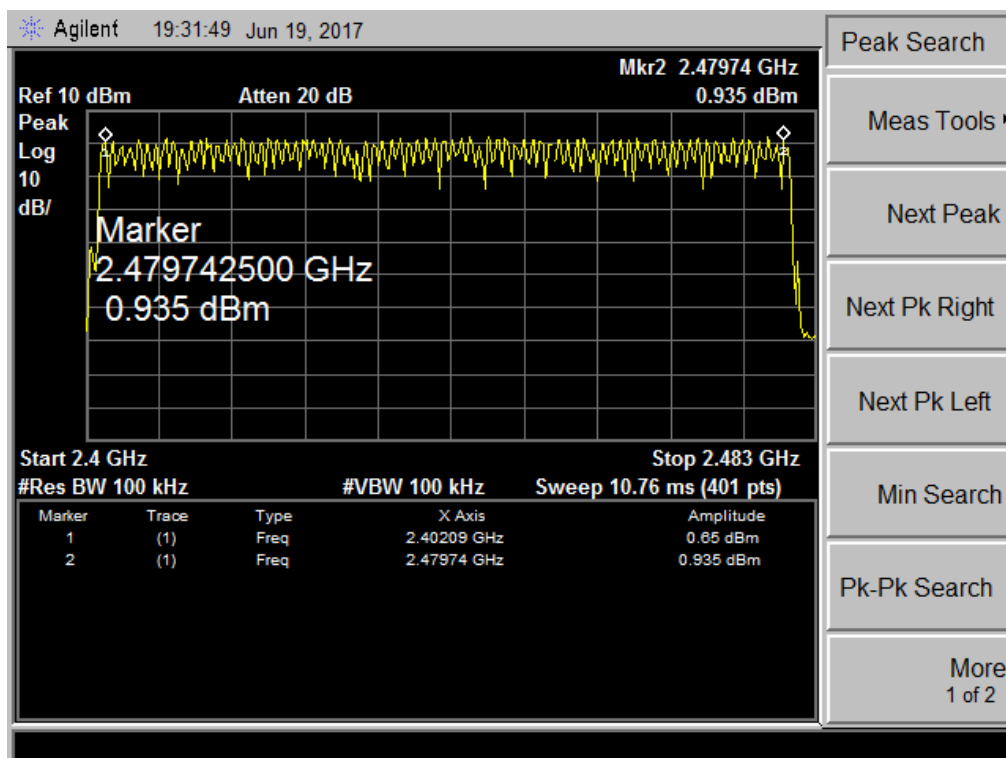 Agilent 19:31:49 Jun 19, 2017
Peak Search
Mkr2 2.47974 GHz
Ref 10 dBm Atten 20 dB 0.935 dBm
Peak
Log
10
dB/
1 2
Marker
2.479742500 GHz
0.935 dBm
Start 2.4 GHz Stop 2.483 GHz
#Res BW 100 kHz #VBW 100 kHz Sweep 10.76 ms (401 pts)
Marker Trace Type X Axis Amplitude
1 (1) Freq 2.40209 GHz 0.65 dBm
2 (1) Freq 2.47974 GHz 0.935 dBm
Meas Tools
Next Peak
Next Pk Right
Next Pk Left
Min Search
Pk-Pk Search
More
1 of 2